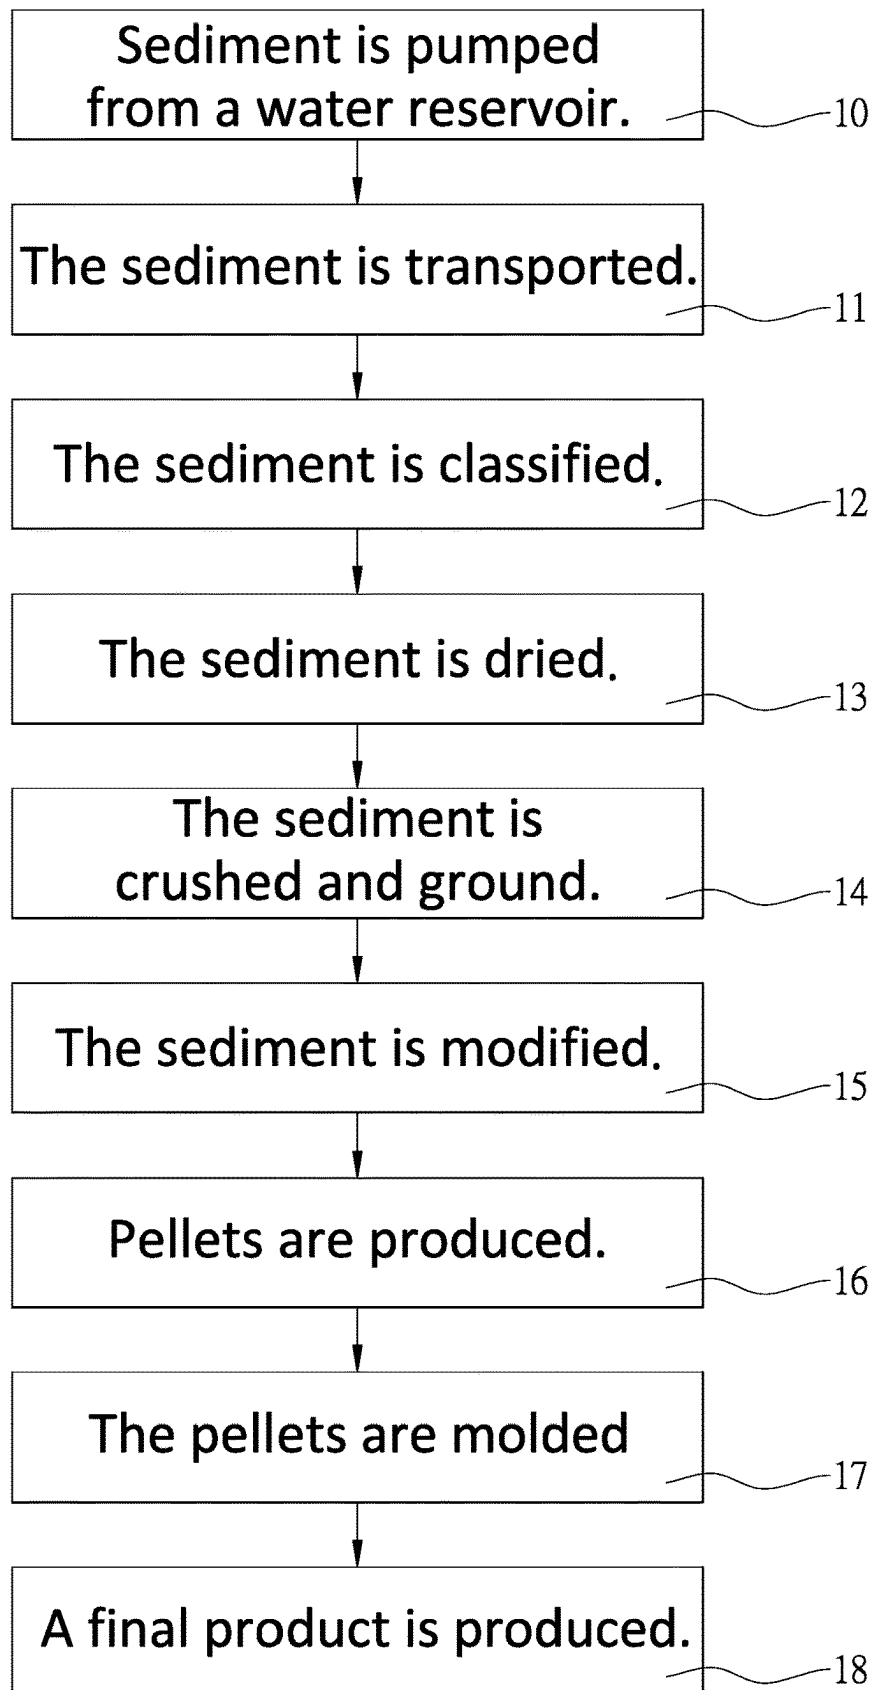 Sediment is pumped
from a water reservoir.
10
The sediment is transported.
11
The sediment is classified.
12
The sediment is dried.
13
The sediment is
crushed and ground.
14
The sediment is modified.
15
Pellets are produced.
16
The pellets are molded
17
A final product is produced.
18